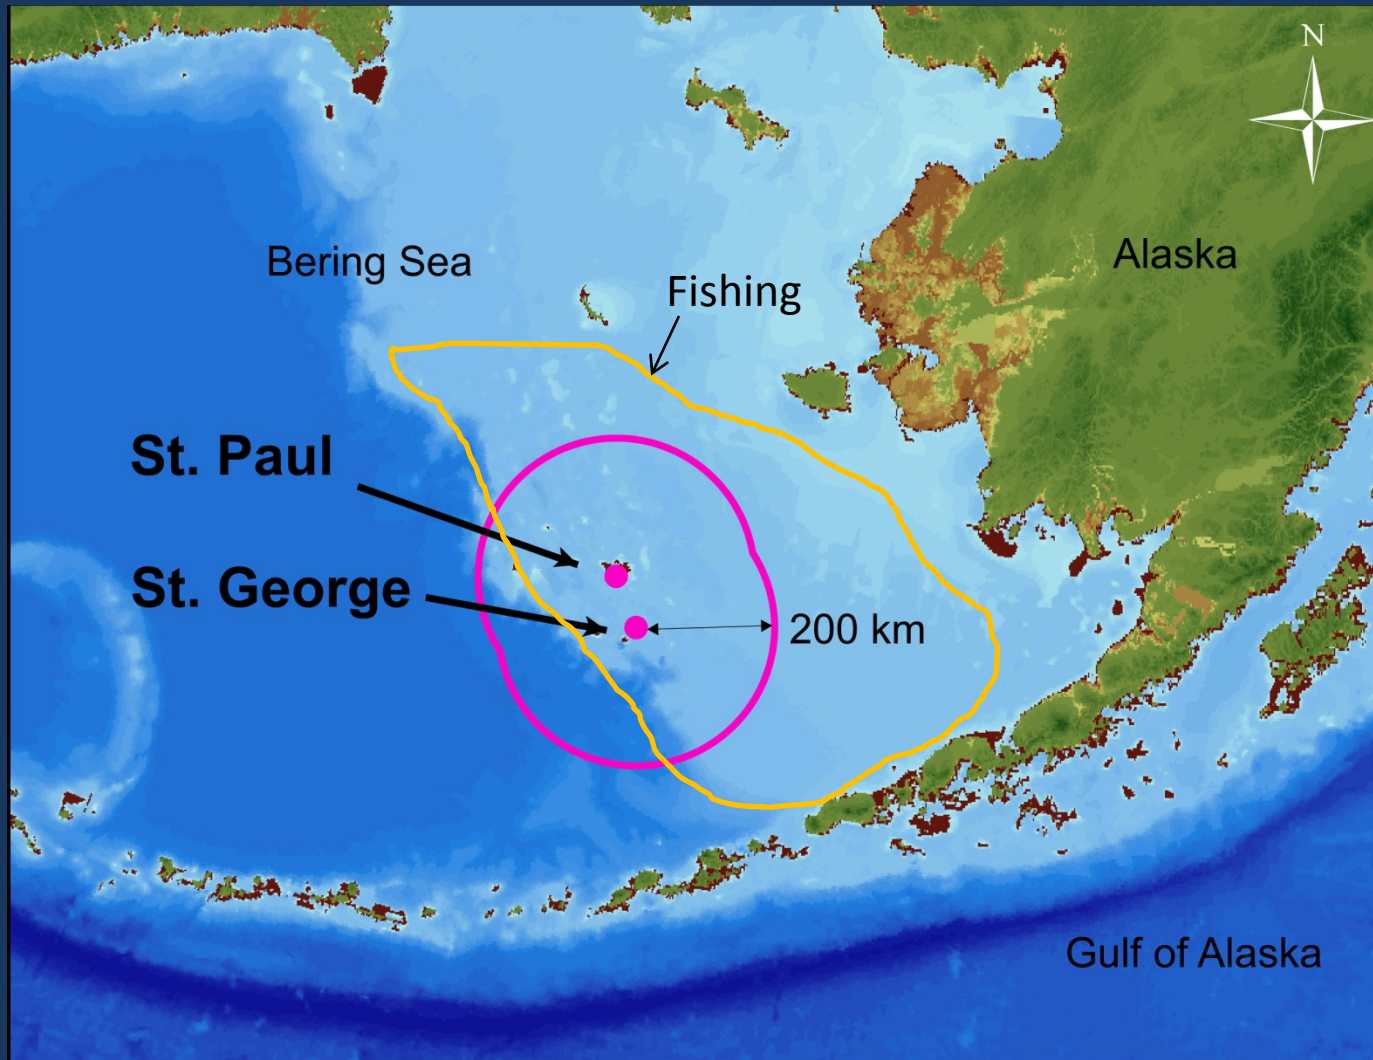 N
Bering Sea
Alaska
Fishing
St. Paul
St. George
200 km
Gulf of Alaska